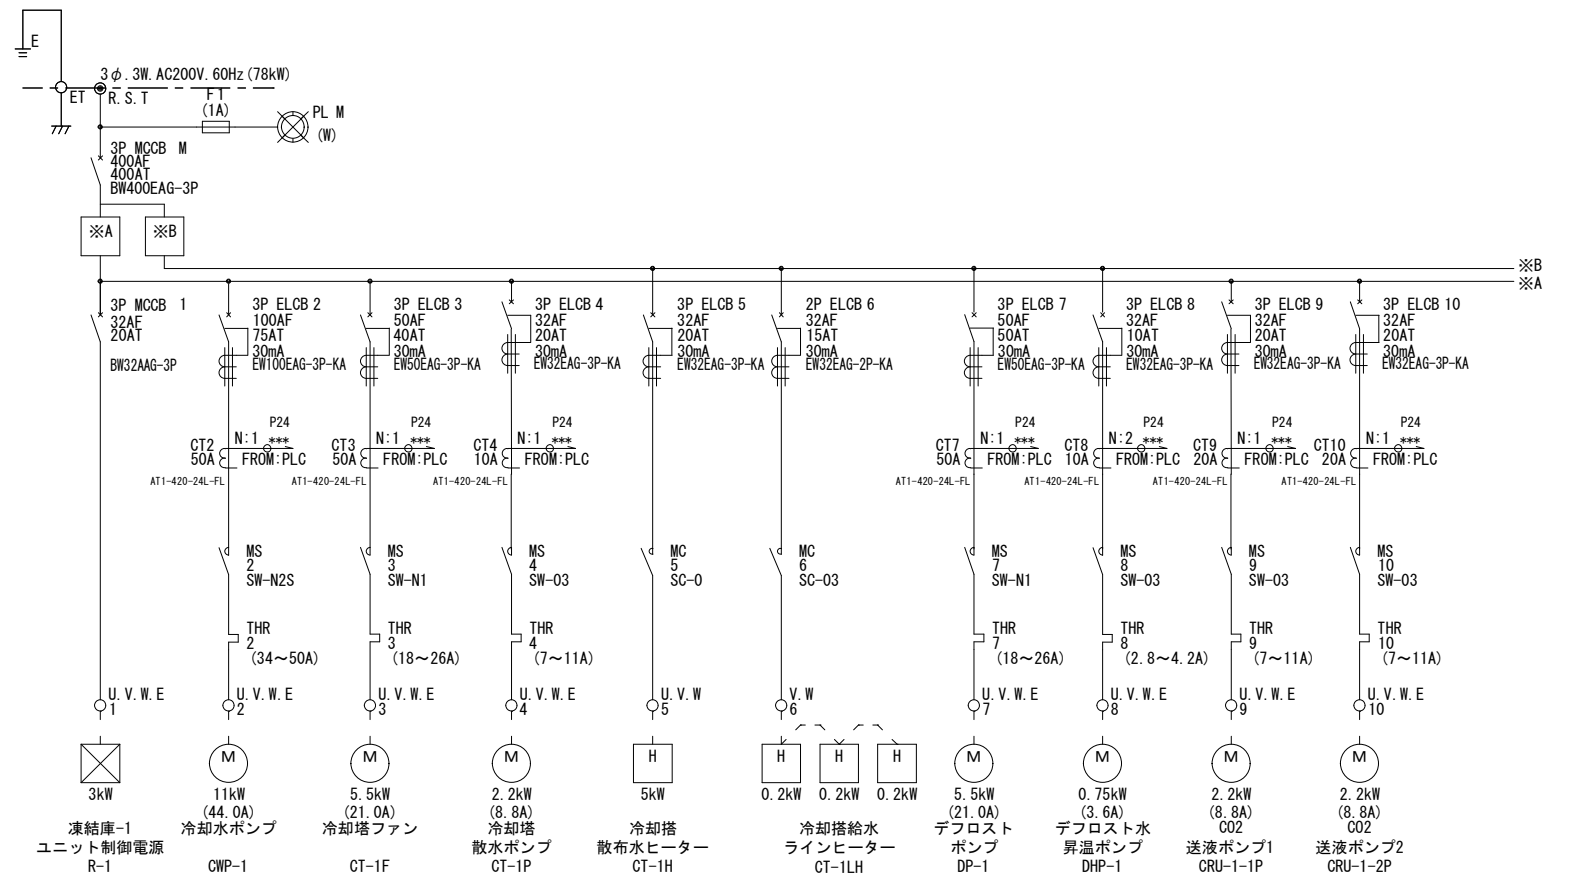 E
3φ.3W.AC200V.60Hz(78kW)
ET
R.S.T
F1
(1A)
PL M
(W)
3P MCCB M
400AF
400AT
BW400EAG-3P
※A
※B
※B
※A
3P MCCB 1
32AF
20AT
BW32AAG-3P
3P ELCB 2
100AF
75AT
30mA
EW100EAG-3P-KA
3P ELCB 3
50AF
40AT
30mA
EW50EAG-3P-KA
3P ELCB 4
32AF
20AT
30mA
EW32EAG-3P-KA
3P ELCB 5
32AF
20AT
30mA
EW32EAG-3P-KA
2P ELCB 6
32AF
15AT
30mA
EW32EAG-2P-KA
3P ELCB 7
50AF
50AT
30mA
EW50EAG-3P-KA
3P ELCB 8
32AF
10AT
30mA
EW32EAG-3P-KA
3P ELCB 9
32AF
20AT
30mA
EW32EAG-3P-KA
3P ELCB 10
32AF
20AT
30mA
EW32EAG-3P-KA
P24
CT2 N:1 ***
50A FROM:PLC
AT1-420-24L-FL
P24
CT3 N:1 ***
50A FROM:PLC
AT1-420-24L-FL
P24
CT4 N:1 ***
10A FROM:PLC
AT1-420-24L-FL
P24
CT7 N:1 ***
50A FROM:PLC
AT1-420-24L-FL
P24
CT8 N:2 ***
10A FROM:PLC
AT1-420-24L-FL
P24
CT9 N:1 ***
20A FROM:PLC
AT1-420-24L-FL
P24
CT10 N:1 ***
20A FROM:PLC
AT1-420-24L-FL
MS
2
SW-N2S
MS
3
SW-N1
MS
4
SW-03
MC
5
SC-0
MC
6
SC-03
MS
7
SW-N1
MS
8
SW-03
MS
9
SW-03
MS
10
SW-03
THR
2
(34～50A)
THR
3
(18～26A)
THR
4
(7～11A)
THR
7
(18～26A)
THR
8
(2.8～4.2A)
THR
9
(7～11A)
THR
10
(7～11A)
U.V.W.E
1
U.V.W.E
2
U.V.W.E
3
U.V.W.E
4
U.V.W
5
V.W
6
U.V.W.E
7
U.V.W.E
8
U.V.W.E
9
U.V.W.E
10
3kW
凍結庫-1
ユニット制御電源
R-1
M
11kW
(44.0A)
冷却水ポンプ
CWP-1
M
5.5kW
(21.0A)
冷却塔ファン
CT-1F
M
2.2kW
(8.8A)
冷却塔
散水ポンプ
CT-1P
H
5kW
冷却搭
散布水ヒーター
CT-1H
H H H
0.2kW 0.2kW 0.2kW
冷却搭給水
ラインヒーター
CT-1LH
M
5.5kW
(21.0A)
デフロスト
ポンプ
DP-1
M
0.75kW
(3.6A)
デフロスト水
昇温ポンプ
DHP-1
M
2.2kW
(8.8A)
CO2
送液ポンプ1
CRU-1-1P
M
2.2kW
(8.8A)
CO2
送液ポンプ2
CRU-1-2P